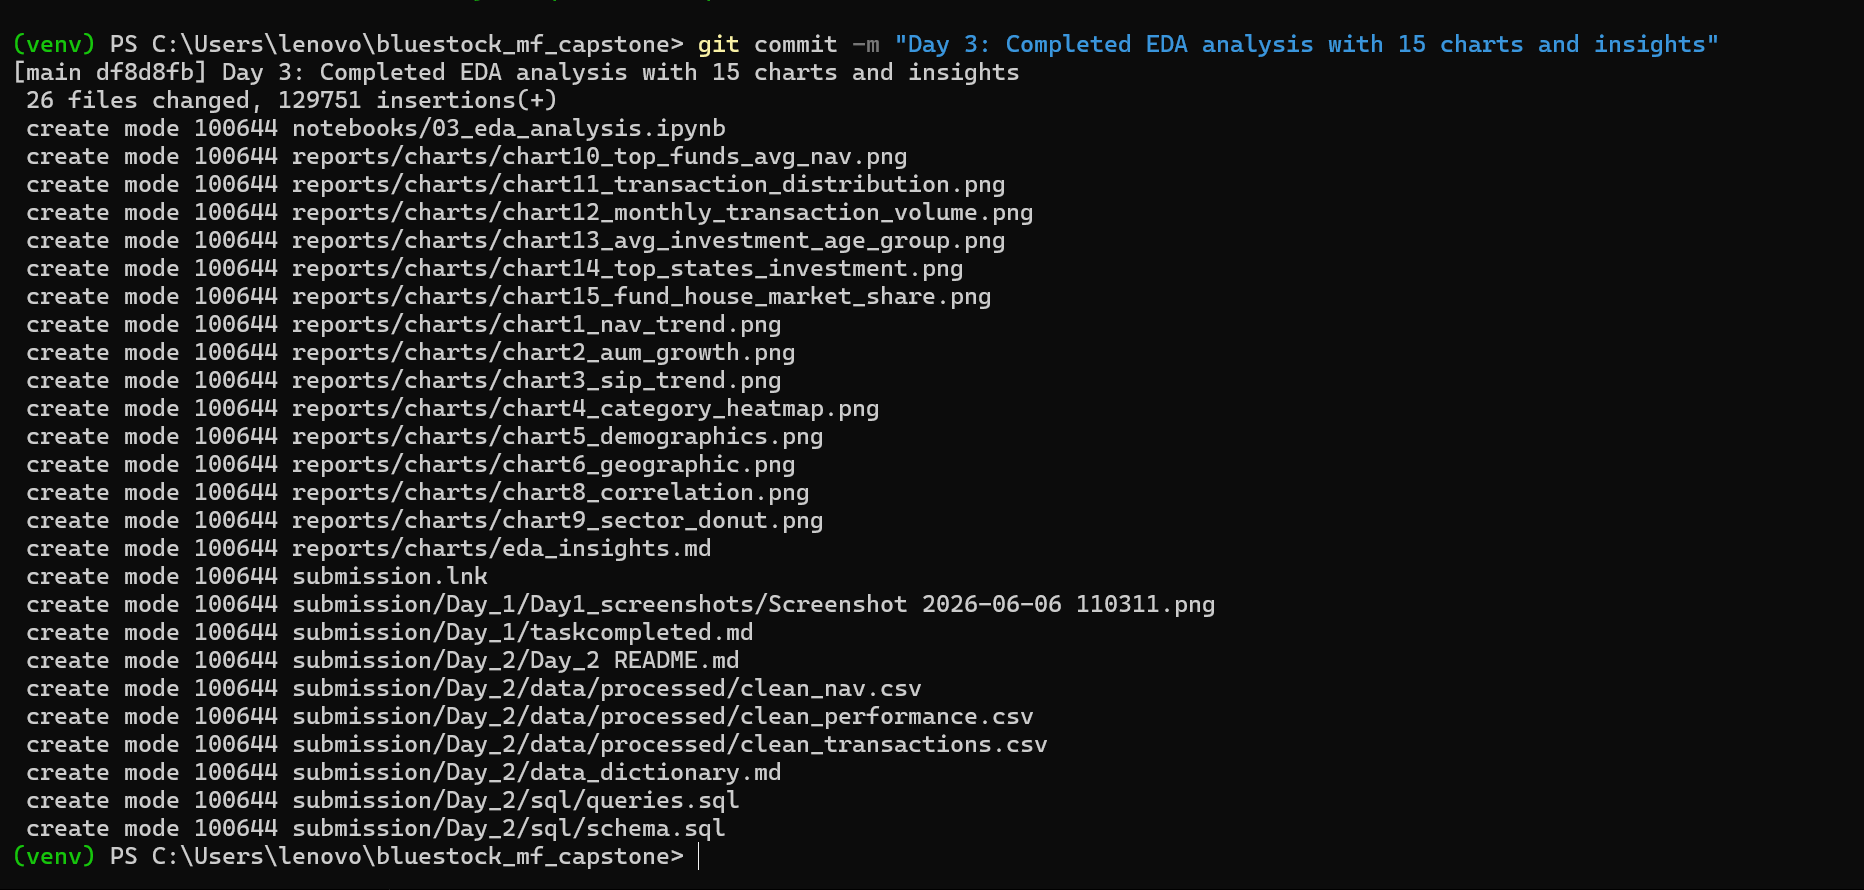 (venv) PS C:\Users\lenovo\bluestock_mf_capstone> git commit -m "Day 3: Completed EDA analysis with 15 charts and insights"
[main df8d8fb] Day 3: Completed EDA analysis with 15 charts and insights
 26 files changed, 129751 insertions(+)
 create mode 100644 notebooks/03_eda_analysis.ipynb
 create mode 100644 reports/charts/chart10_top_funds_avg_nav.png
 create mode 100644 reports/charts/chart11_transaction_distribution.png
 create mode 100644 reports/charts/chart12_monthly_transaction_volume.png
 create mode 100644 reports/charts/chart13_avg_investment_age_group.png
 create mode 100644 reports/charts/chart14_top_states_investment.png
 create mode 100644 reports/charts/chart15_fund_house_market_share.png
 create mode 100644 reports/charts/chart1_nav_trend.png
 create mode 100644 reports/charts/chart2_aum_growth.png
 create mode 100644 reports/charts/chart3_sip_trend.png
 create mode 100644 reports/charts/chart4_category_heatmap.png
 create mode 100644 reports/charts/chart5_demographics.png
 create mode 100644 reports/charts/chart6_geographic.png
 create mode 100644 reports/charts/chart8_correlation.png
 create mode 100644 reports/charts/chart9_sector_donut.png
 create mode 100644 reports/charts/eda_insights.md
 create mode 100644 submission.lnk
 create mode 100644 submission/Day_1/Day1_screenshots/Screenshot 2026-06-06 110311.png
 create mode 100644 submission/Day_1/taskcompleted.md
 create mode 100644 submission/Day_2/Day_2 README.md
 create mode 100644 submission/Day_2/data/processed/clean_nav.csv
 create mode 100644 submission/Day_2/data/processed/clean_performance.csv
 create mode 100644 submission/Day_2/data/processed/clean_transactions.csv
 create mode 100644 submission/Day_2/data_dictionary.md
 create mode 100644 submission/Day_2/sql/queries.sql
 create mode 100644 submission/Day_2/sql/schema.sql
(venv) PS C:\Users\lenovo\bluestock_mf_capstone>